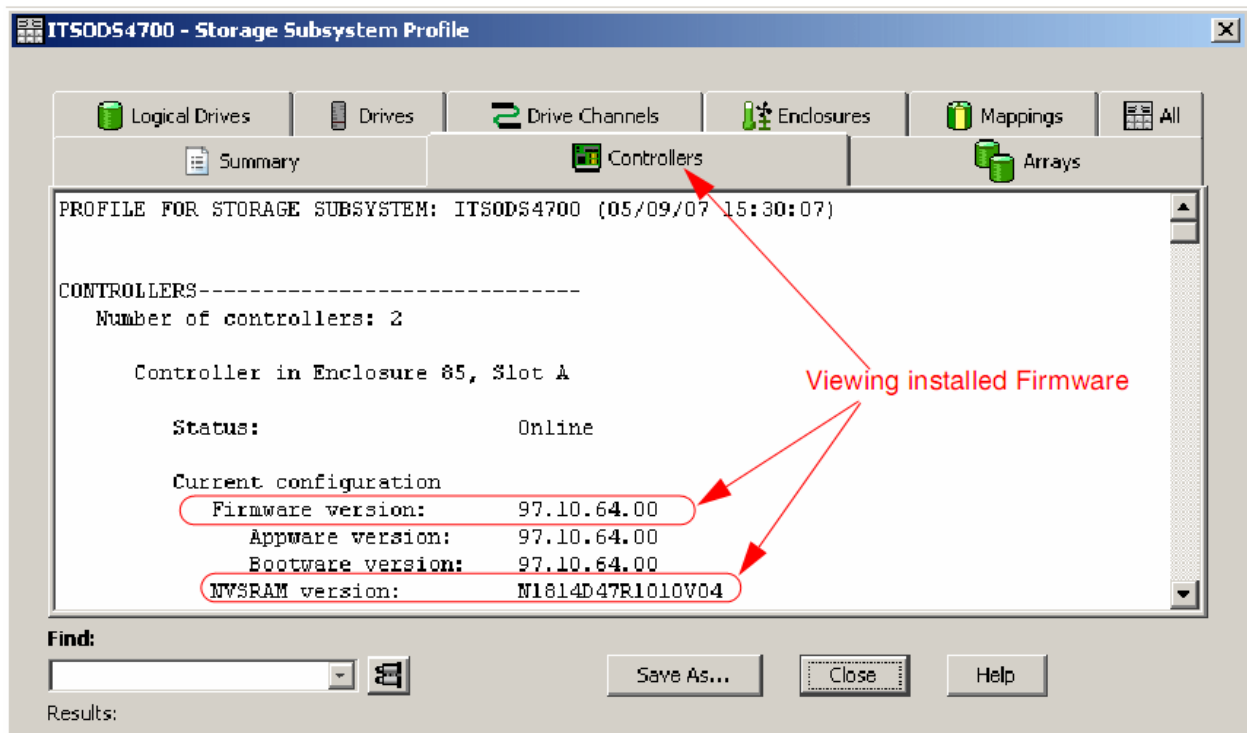 ITSODS4700 - Storage Subsystem Profile
Logical Drives
Drives
Drive Channels
Enclosures
Mappings
All
Summary
Controllers
Arrays
PROFILE FOR STORAGE SUBSYSTEM: ITSODS4700 (05/09/07 15:30:07)
CONTROLLERS------------------------------
Number of controllers: 2
Controller in Enclosure 85, Slot A
Viewing installed Firmware
Status: Online
Current configuration
Firmware version: 97.10.64.00
Appware version: 97.10.64.00
Bootware version: 97.10.64.00
NVSRAM version: N1814D47R1010V04
Find:
Save As...
Close
Help
Results: